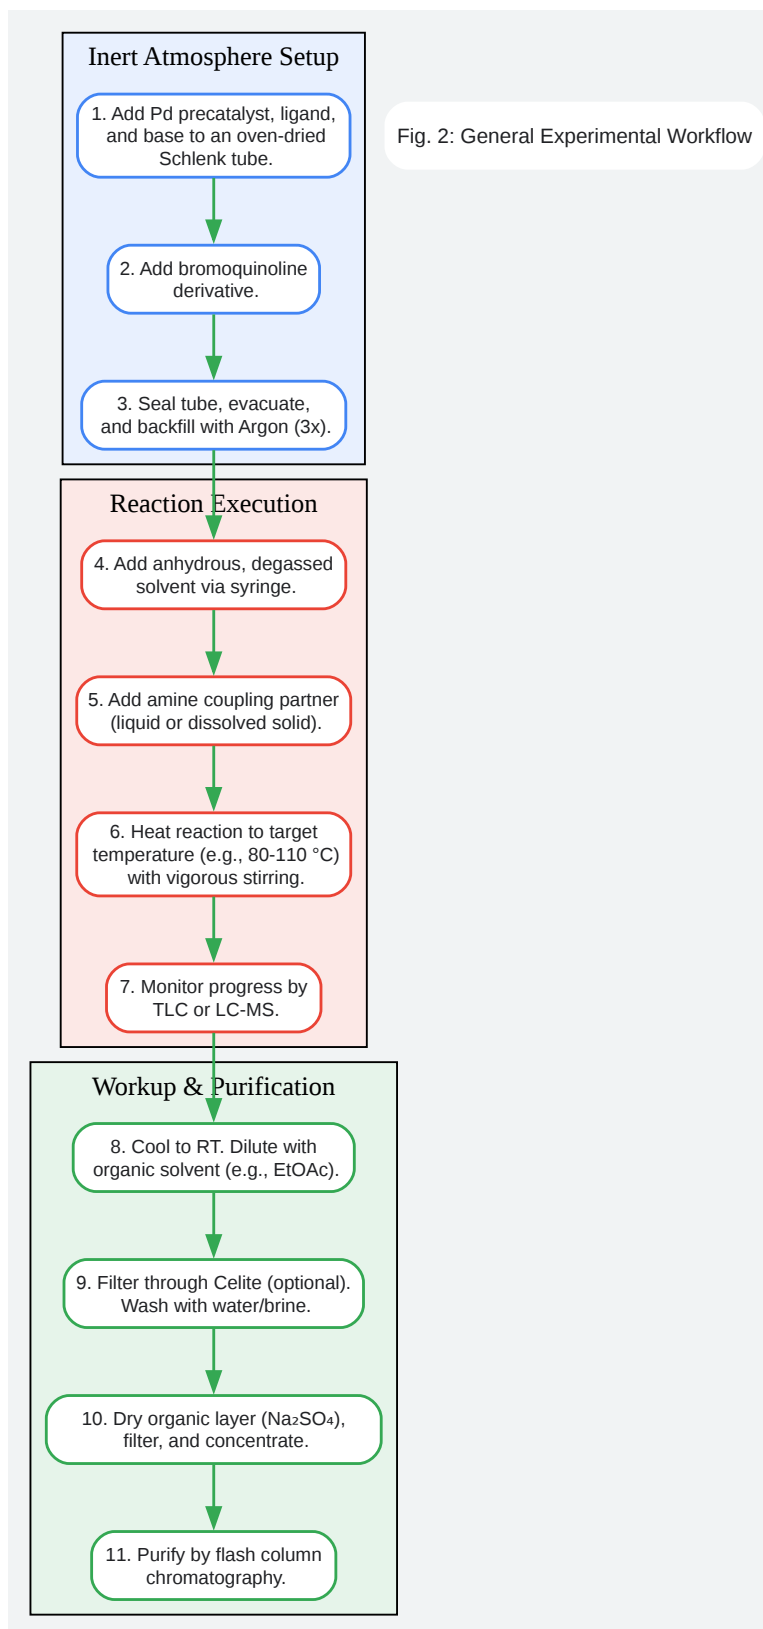 Inert Atmosphere Setup
1. Add Pd precatalyst, ligand,
and base to an oven-dried
Schlenk tube.
Fig. 2: General Experimental Workflow
2. Add bromoquinoline
derivative.
3. Seal tube, evacuate,
and backfill with Argon (3x).
Reaction Execution
4. Add anhydrous, degassed
solvent via syringe.
5. Add amine coupling partner
(liquid or dissolved solid).
6. Heat reaction to target
temperature (e.g., 80-110 °C)
with vigorous stirring.
7. Monitor progress by
TLC or LC-MS.
Workup & Purification
8. Cool to RT. Dilute with
organic solvent (e.g., EtOAc).
9. Filter through Celite (optional).
Wash with water/brine.
10. Dry organic layer (Na₂SO₄),
filter, and concentrate.
11. Purify by flash column
chromatography.